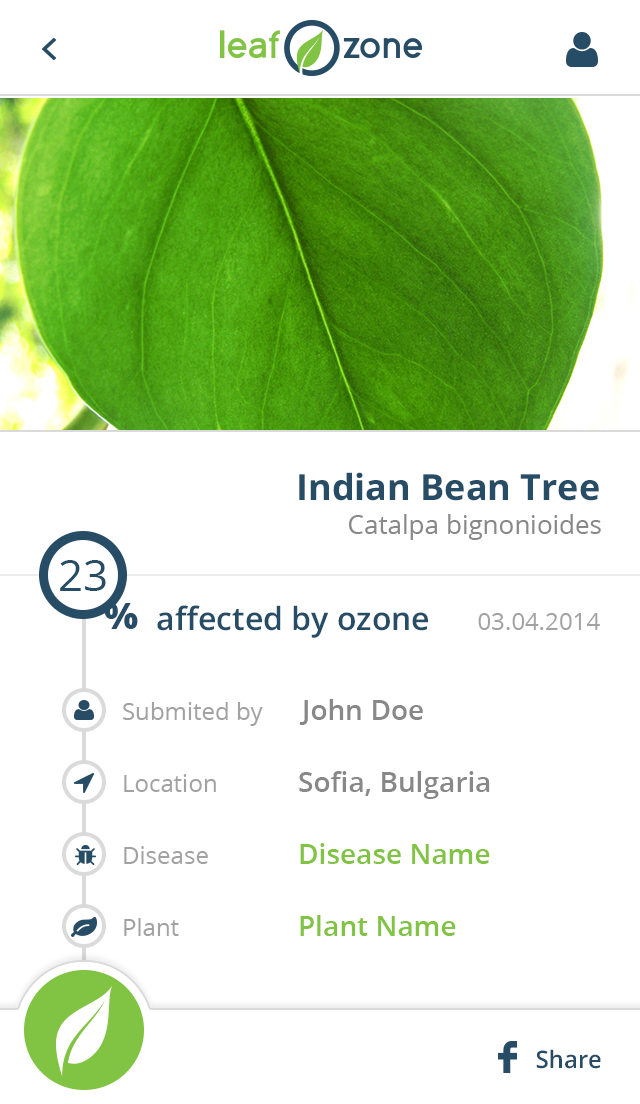 leaf zone
Indian Bean Tree
Catalpa bignonioides
23
% affected by ozone 03.04.2014
Submited by John Doe
Location Sofia, Bulgaria
Disease Disease Name
Plant Plant Name
Share